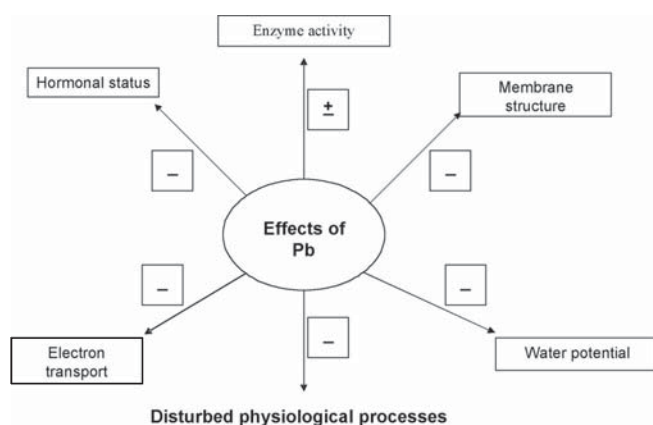 Enzyme activity
Hormonal status
Membrane
structure
±
−
−
Effects of
Pb
−
−
−
Electron
transport
Water potential
Disturbed physiological processes